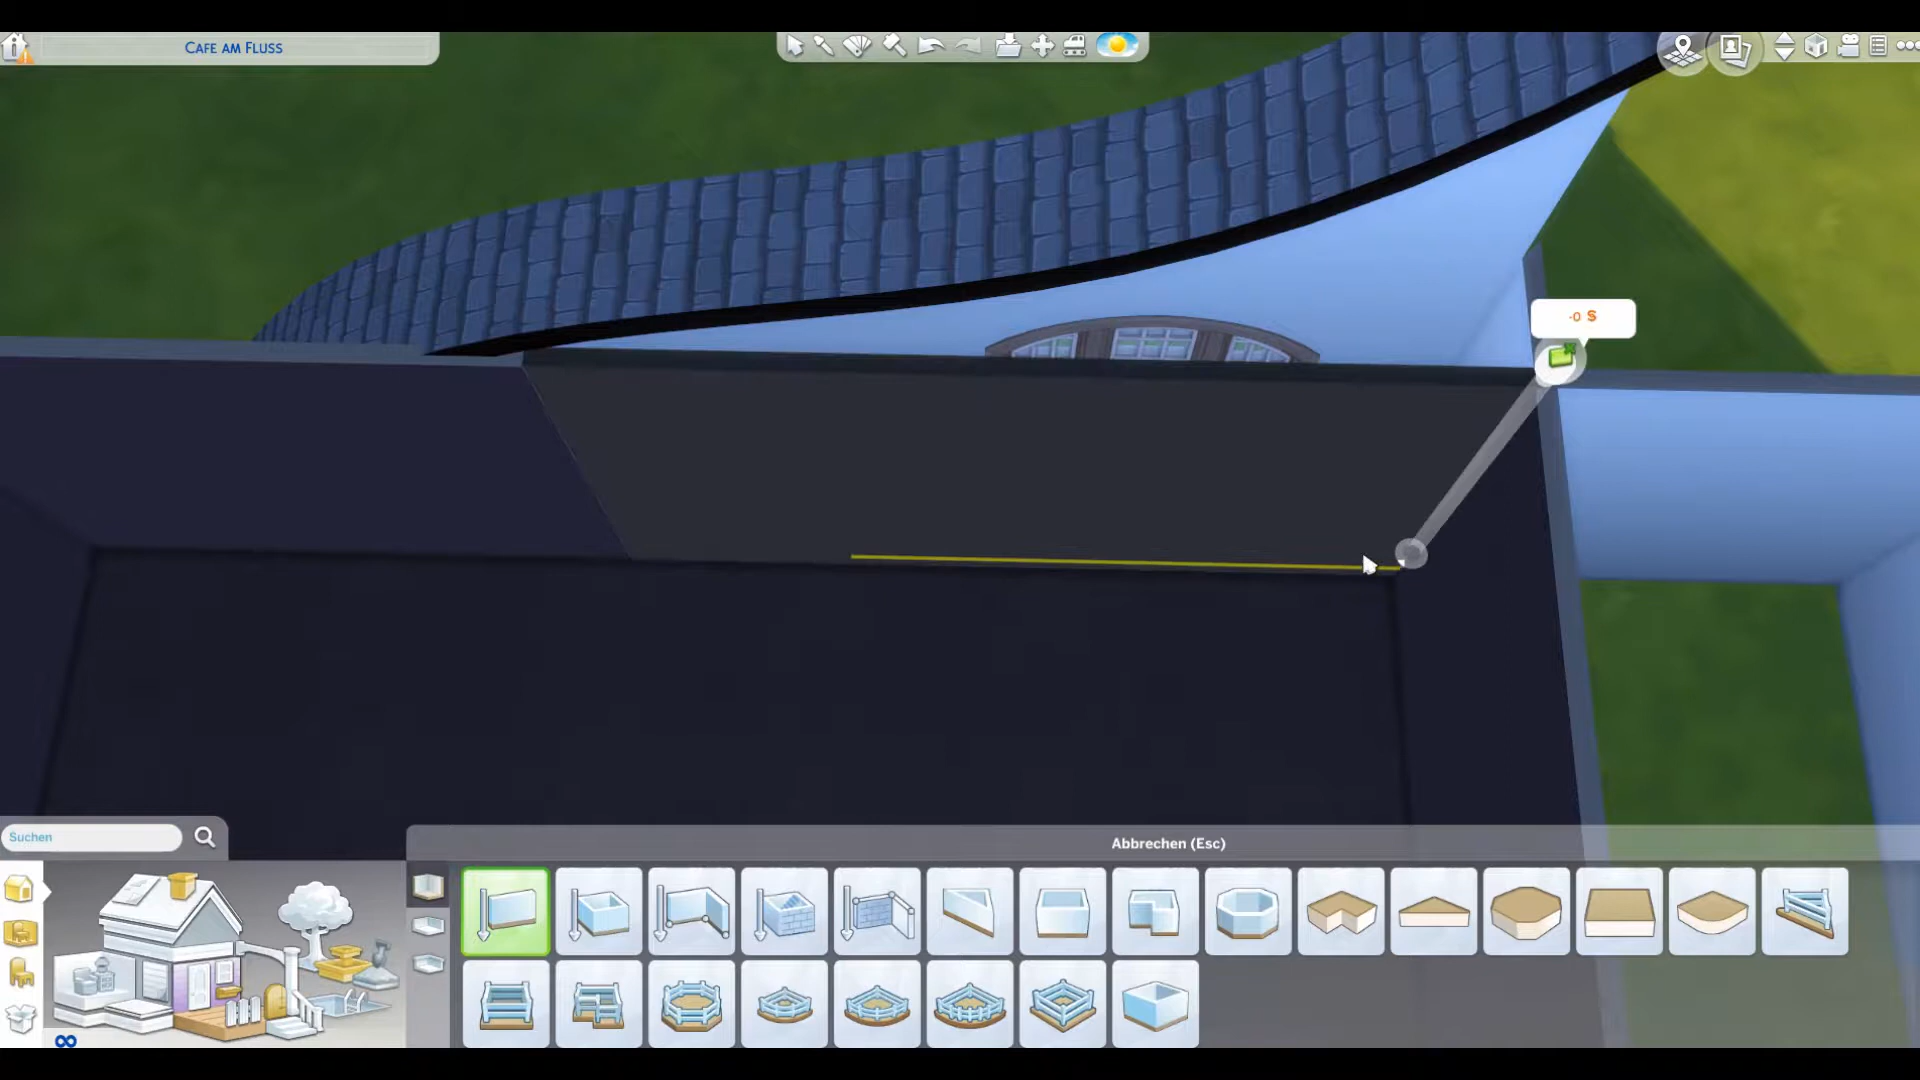 CAFE AM FLUSS
-0 §
Suchen
Abbrechen (Esc)
∞